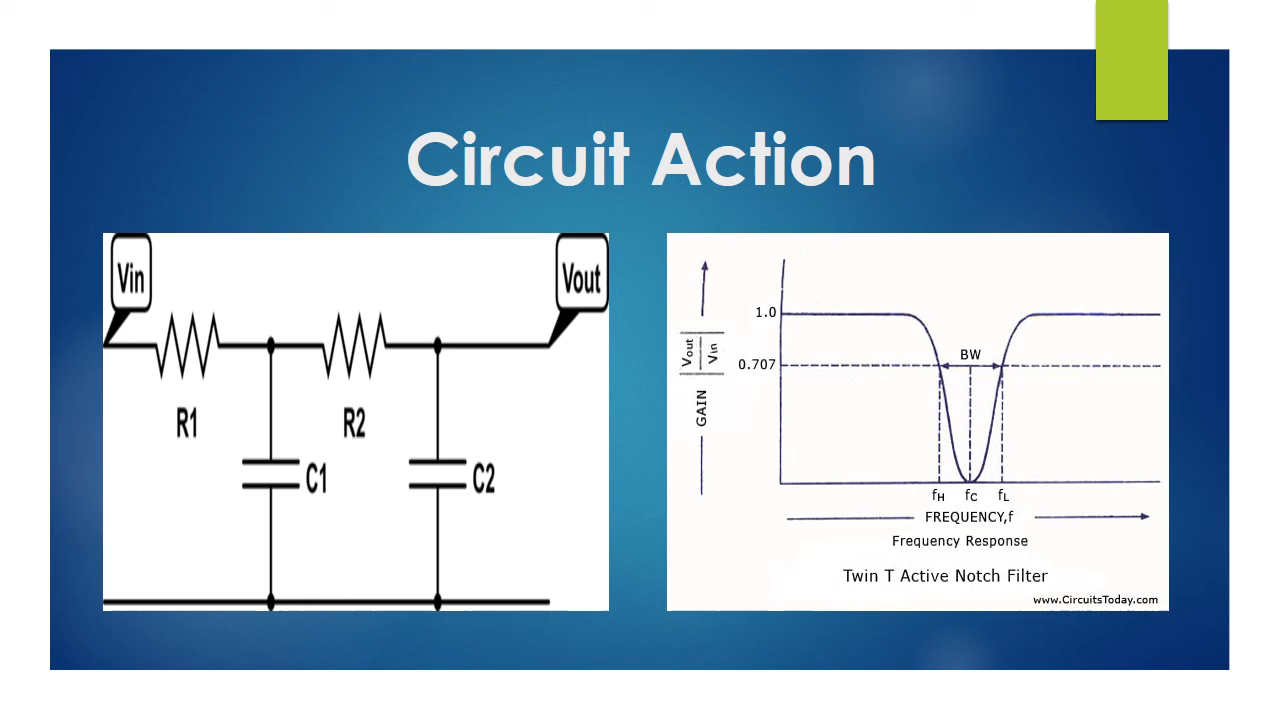 Circuit Action
Vin
Vout
R1
R2
C1
C2
1.0
0.707
BW
Vout
Vin
GAIN
fH
fC
fL
FREQUENCY,f
Frequency Response
Twin T Active Notch Filter
www.CircuitsToday.com